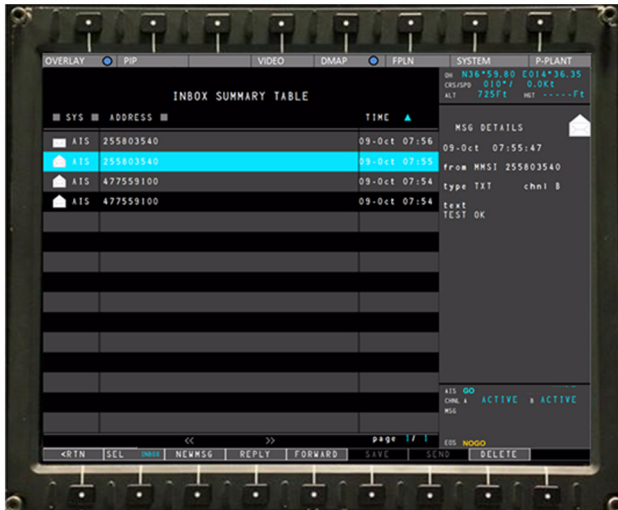 OVERLAY PIP VIDEO DMAP FPLN SYSTEM P-PLANT
OH N36°59.80 E014°36.35
CRS/SPD 010°/ 0.0Kt
ALT 725Ft HGT -----Ft
INBOX SUMMARY TABLE
SYS ADDRESS TIME
MSG DETAILS
AIS 255803540 09-Oct 07:56
09-Oct 07:55:47
AIS 255803540 09-Oct 07:55
from MMSI 255803540
AIS 477559100 09-Oct 07:54
type TXT chnl B
AIS 477559100 09-Oct 07:54
text
TEST OK
AIS GO
CHNL A ACTIVE B ACTIVE
MSG
<< >> page 1/ 1
EOS NOGO
<RTN SEL INBOX NEWMSG REPLY FORWARD SAVE SEND DELETE